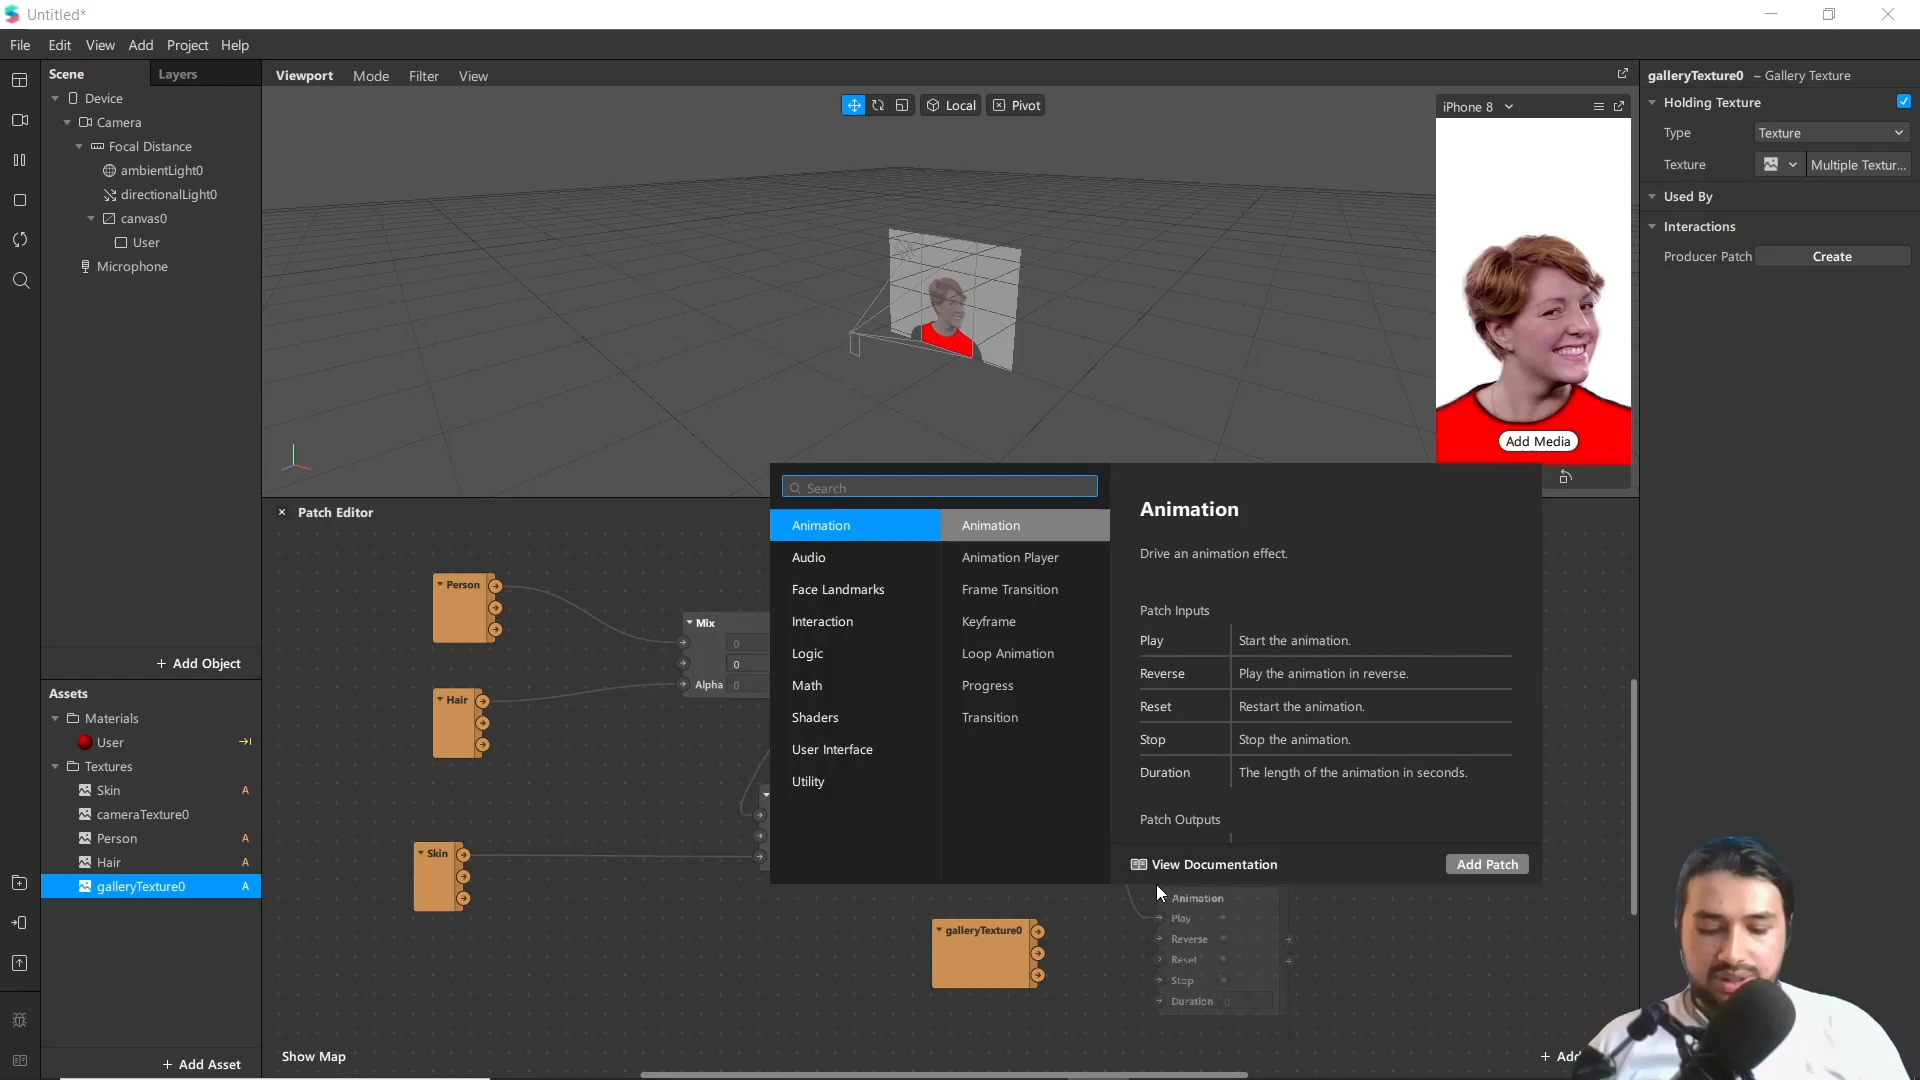 Untitled*
File Edit View Add Project Help
Scene
Layers
Device
Camera
Focal Distance
ambientLight0
directionalLight0
canvas0
User
Microphone
+ Add Object
Assets
Materials
User
Textures
Skin A
cameraTexture0
Person A
Hair A
galleryTexture0 A
+ Add Asset
Viewport Mode Filter View
Local
Pivot
iPhone 8
Add Media
galleryTexture0 – Gallery Texture
Holding Texture
Type
Texture
Texture
Multiple Textur...
Used By
Interactions
Producer Patch
Create
× Patch Editor
Person
Hair
Skin
Mix
0
0
Alpha 0
galleryTexture0
Search
Animation
Audio
Face Landmarks
Interaction
Logic
Math
Shaders
User Interface
Utility
Animation
Animation Player
Frame Transition
Keyframe
Loop Animation
Progress
Transition
Animation
Drive an animation effect.
Patch Inputs
Play Start the animation.
Reverse Play the animation in reverse.
Reset Restart the animation.
Stop Stop the animation.
Duration The length of the animation in seconds.
Patch Outputs
View Documentation
Add Patch
Animation
Play
Reverse
Reset
Stop
Duration 0
Show Map
+ Add